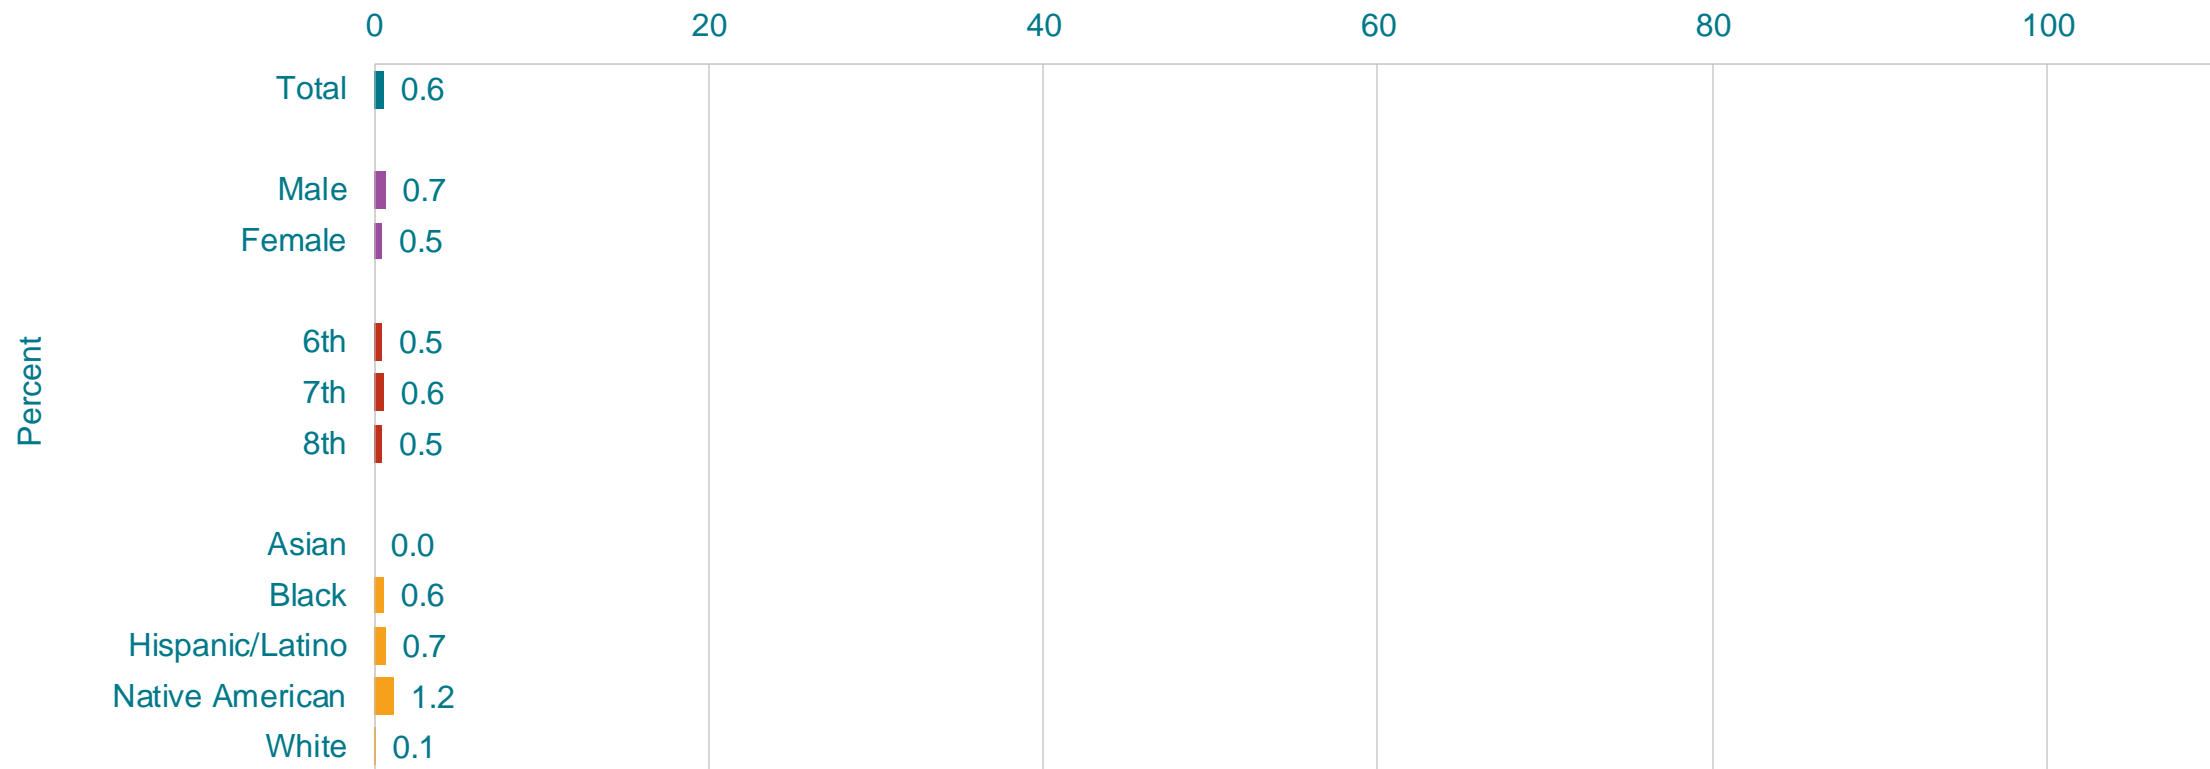 0 20 40 60 80 100
Total 0.6
Male 0.7
Female 0.5
Percent
6th 0.5
7th 0.6
8th 0.5
Asian 0.0
Black 0.6
Hispanic/Latino 0.7
Native American 1.2
White 0.1